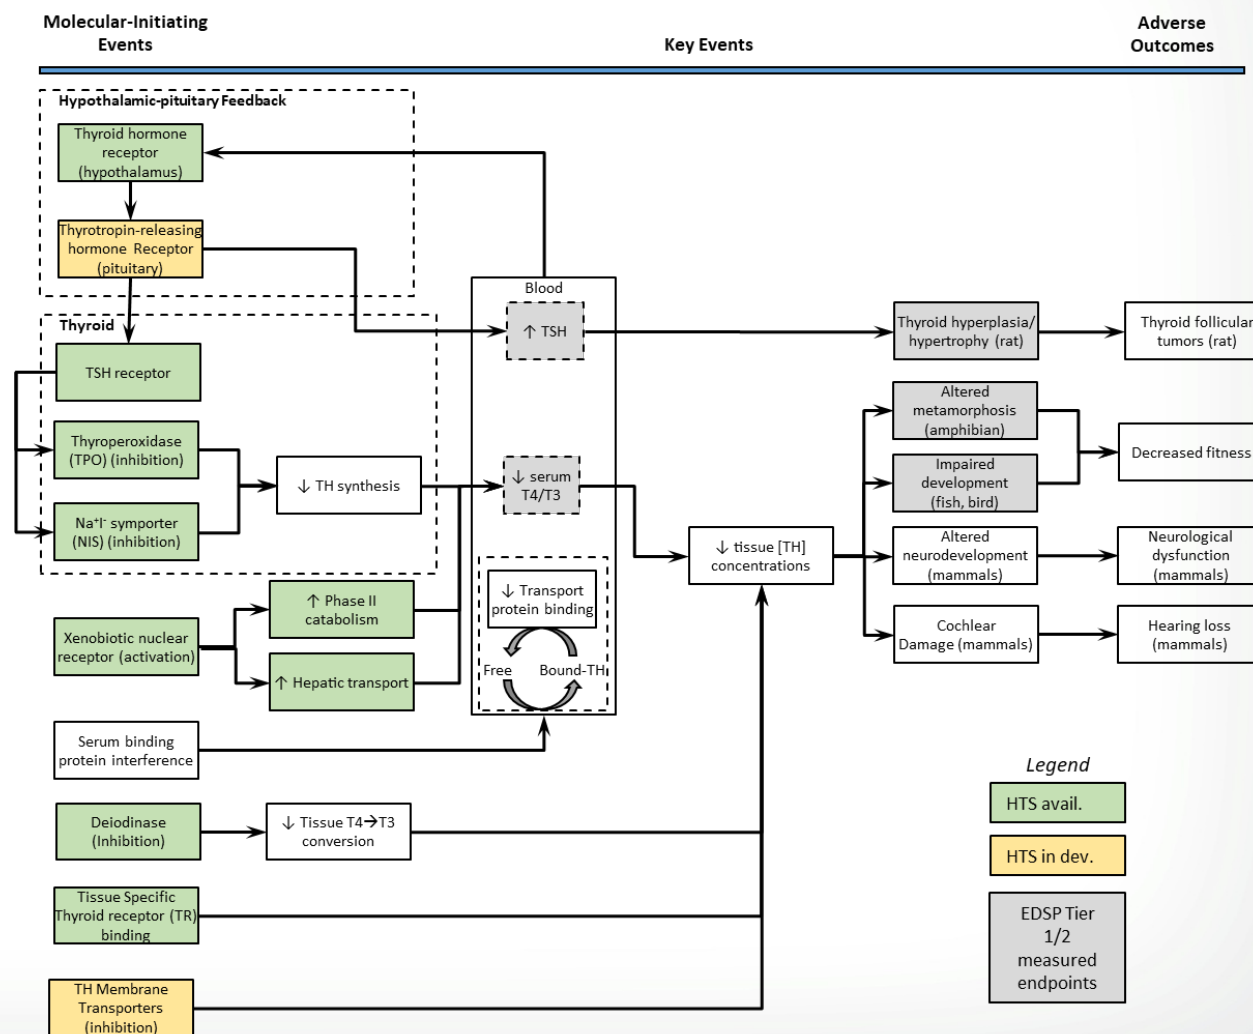 Molecular-Initiating
Events
Key Events
Adverse
Outcomes
Hypothalamic-pituitary Feedback
Thyroid hormone
receptor
(hypothalamus)
Thyrotropin-releasing
hormone Receptor
(pituitary)
Thyroid
TSH receptor
Thyroperoxidase
(TPO) (inhibition)
Na⁺I⁻ symporter
(NIS) (inhibition)
↓ TH synthesis
Xenobiotic nuclear
receptor (activation)
↑ Phase II
catabolism
↑ Hepatic transport
Serum binding
protein interference
Deiodinase
(Inhibition)
↓ Tissue T4→T3
conversion
Tissue Specific
Thyroid receptor (TR)
binding
TH Membrane
Transporters
(inhibition)
Blood
↑ TSH
↓ serum
T4/T3
↓ Transport
protein binding
Free
Bound-TH
↓ tissue [TH]
concentrations
Thyroid hyperplasia/
hypertrophy (rat)
Thyroid follicular
tumors (rat)
Altered
metamorphosis
(amphibian)
Impaired
development
(fish, bird)
Decreased fitness
Altered
neurodevelopment
(mammals)
Neurological
dysfunction
(mammals)
Cochlear
Damage (mammals)
Hearing loss
(mammals)
Legend
HTS avail.
HTS in dev.
EDSP Tier
1/2
measured
endpoints